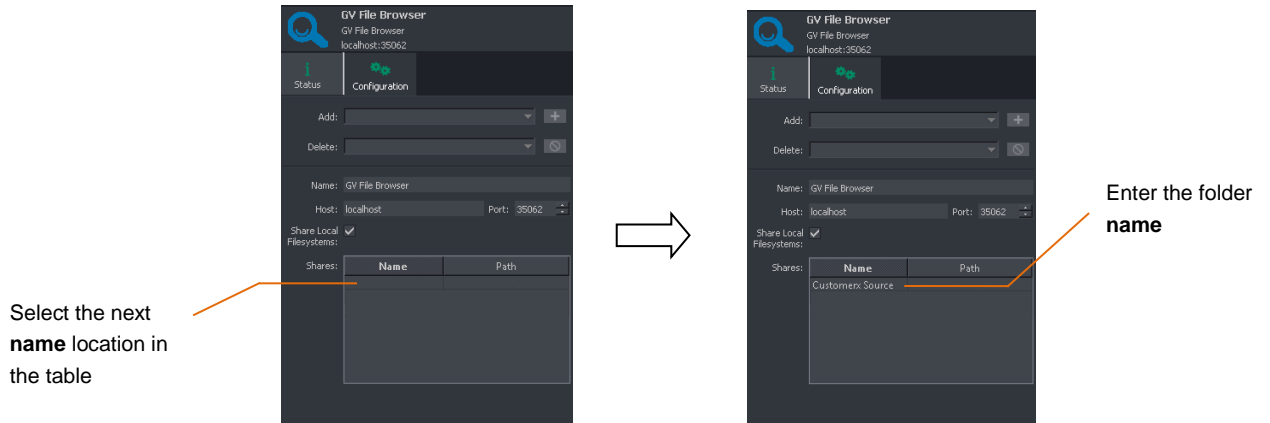 GV File Browser
GV File Browser
localhost:35062
Status
Configuration
Add:
Delete:
Name: GV File Browser
Host: localhost Port: 35062
Share Local
Filesystems:
Shares: Name Path
Select the next
name location in
the table
GV File Browser
GV File Browser
localhost:35062
Status
Configuration
Add:
Delete:
Name: GV File Browser
Host: localhost Port: 35062
Share Local
Filesystems:
Shares: Name Path
Customerx Source
Enter the folder
name